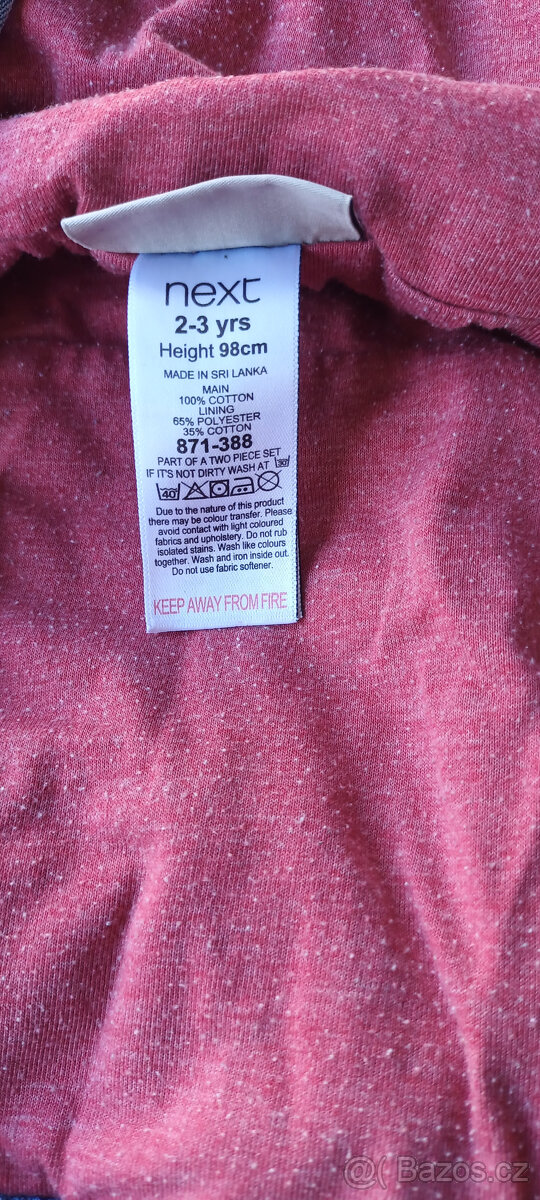 next
2-3 yrs
Height 98cm
MADE IN SRI LANKA
MAIN
100% COTTON
LINING
65% POLYESTER
35% COTTON
871-388
PART OF A TWO PIECE SET
IF IT'S NOT DIRTY WASH AT 30°
40°
Due to the nature of this product
there may be colour transfer. Please
avoid contact with light coloured
fabrics and upholstery. Do not rub
isolated stains. Wash like colours
together. Wash and iron inside out.
Do not use fabric softener.
KEEP AWAY FROM FIRE
Bazoš.cz